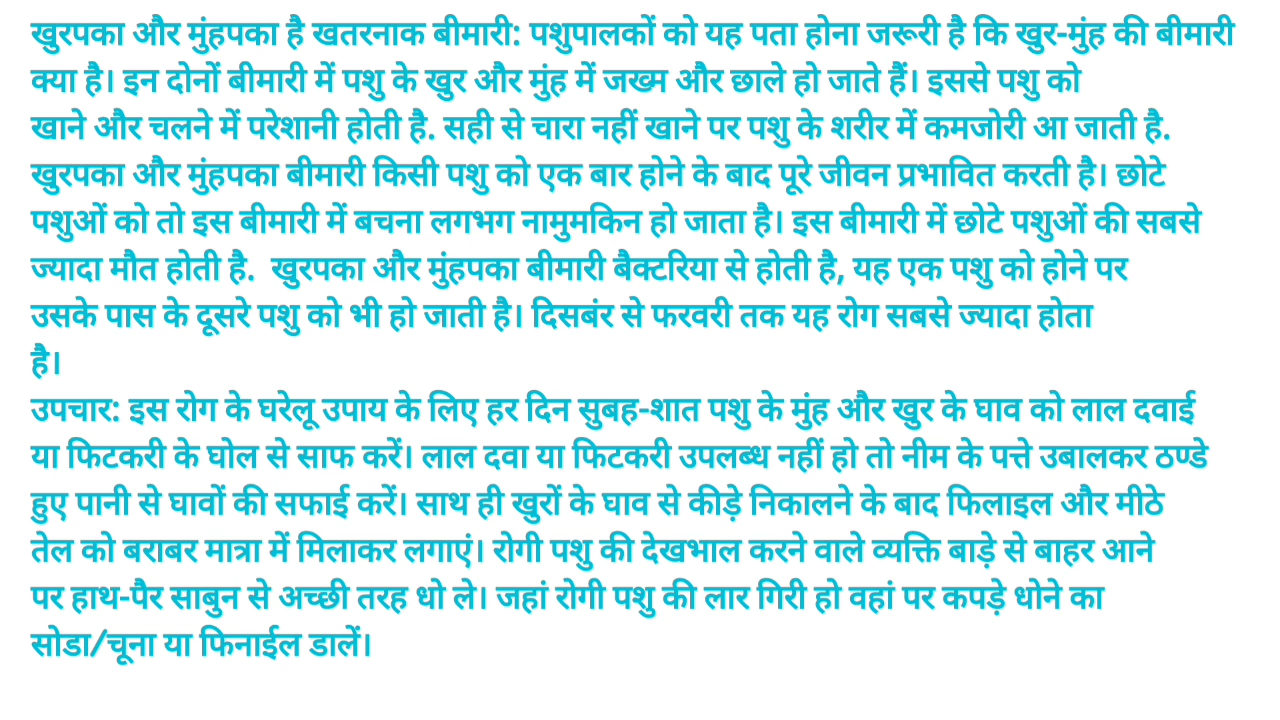 खुरपका और मुंहपका है खतरनाक बीमारी: पशुपालकों को यह पता होना जरूरी है कि खुर-मुंह की बीमारी
क्या है। इन दोनों बीमारी में पशु के खुर और मुंह में जख्म और छाले हो जाते हैं। इससे पशु को
खाने और चलने में परेशानी होती है. सही से चारा नहीं खाने पर पशु के शरीर में कमजोरी आ जाती है.
खुरपका और मुंहपका बीमारी किसी पशु को एक बार होने के बाद पूरे जीवन प्रभावित करती है। छोटे
पशुओं को तो इस बीमारी में बचना लगभग नामुमकिन हो जाता है। इस बीमारी में छोटे पशुओं की सबसे
ज्यादा मौत होती है.  खुरपका और मुंहपका बीमारी बैक्टरिया से होती है, यह एक पशु को होने पर
उसके पास के दूसरे पशु को भी हो जाती है। दिसबंर से फरवरी तक यह रोग सबसे ज्यादा होता
है।
उपचार: इस रोग के घरेलू उपाय के लिए हर दिन सुबह-शात पशु के मुंह और खुर के घाव को लाल दवाई
या फिटकरी के घोल से साफ करें। लाल दवा या फिटकरी उपलब्ध नहीं हो तो नीम के पत्ते उबालकर ठण्डे
हुए पानी से घावों की सफाई करें। साथ ही खुरों के घाव से कीड़े निकालने के बाद फिलाइल और मीठे
तेल को बराबर मात्रा में मिलाकर लगाएं। रोगी पशु की देखभाल करने वाले व्यक्ति बाड़े से बाहर आने
पर हाथ-पैर साबुन से अच्छी तरह धो ले। जहां रोगी पशु की लार गिरी हो वहां पर कपड़े धोने का
सोडा/चूना या फिनाईल डालें।